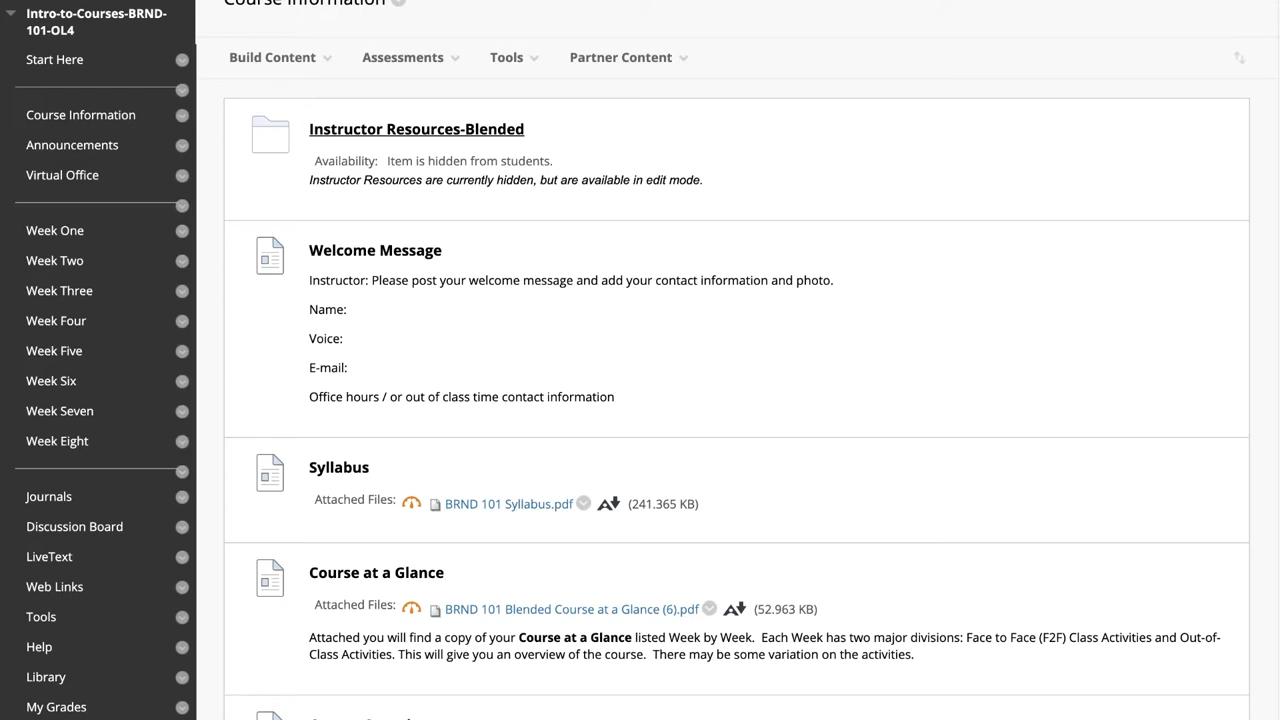 Intro-to-Courses-BRND-
101-OL4
Start Here
Course Information
Announcements
Virtual Office
Week One
Week Two
Week Three
Week Four
Week Five
Week Six
Week Seven
Week Eight
Journals
Discussion Board
LiveText
Web Links
Tools
Help
Library
My Grades
Course Information
Build Content
Assessments
Tools
Partner Content
Instructor Resources-Blended
Availability: Item is hidden from students.
Instructor Resources are currently hidden, but are available in edit mode.
Welcome Message
Instructor: Please post your welcome message and add your contact information and photo.
Name:
Voice:
E-mail:
Office hours / or out of class time contact information
Syllabus
Attached Files: BRND 101 Syllabus.pdf (241.365 KB)
Course at a Glance
Attached Files: BRND 101 Blended Course at a Glance (6).pdf (52.963 KB)
Attached you will find a copy of your Course at a Glance listed Week by Week. Each Week has two major divisions: Face to Face (F2F) Class Activities and Out-of-
Class Activities. This will give you an overview of the course. There may be some variation on the activities.